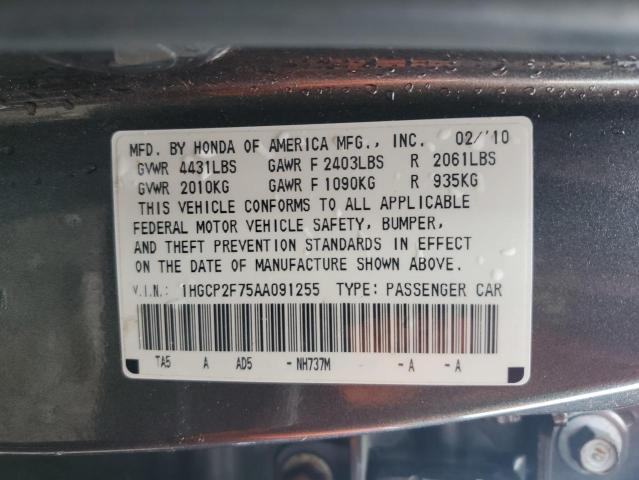 MFD. BY HONDA OF AMERICA MFG., INC. 02/'10
GVWR 4431LBS GAWR F 2403LBS R 2061LBS
GVWR 2010KG GAWR F 1090KG R 935KG
THIS VEHICLE CONFORMS TO ALL APPLICABLE
FEDERAL MOTOR VEHICLE SAFETY, BUMPER,
AND THEFT PREVENTION STANDARDS IN EFFECT
ON THE DATE OF MANUFACTURE SHOWN ABOVE.
V.I.N.: 1HGCP2F75AA091255 TYPE: PASSENGER CAR
TA5 A AD5 - NH737M - A - A